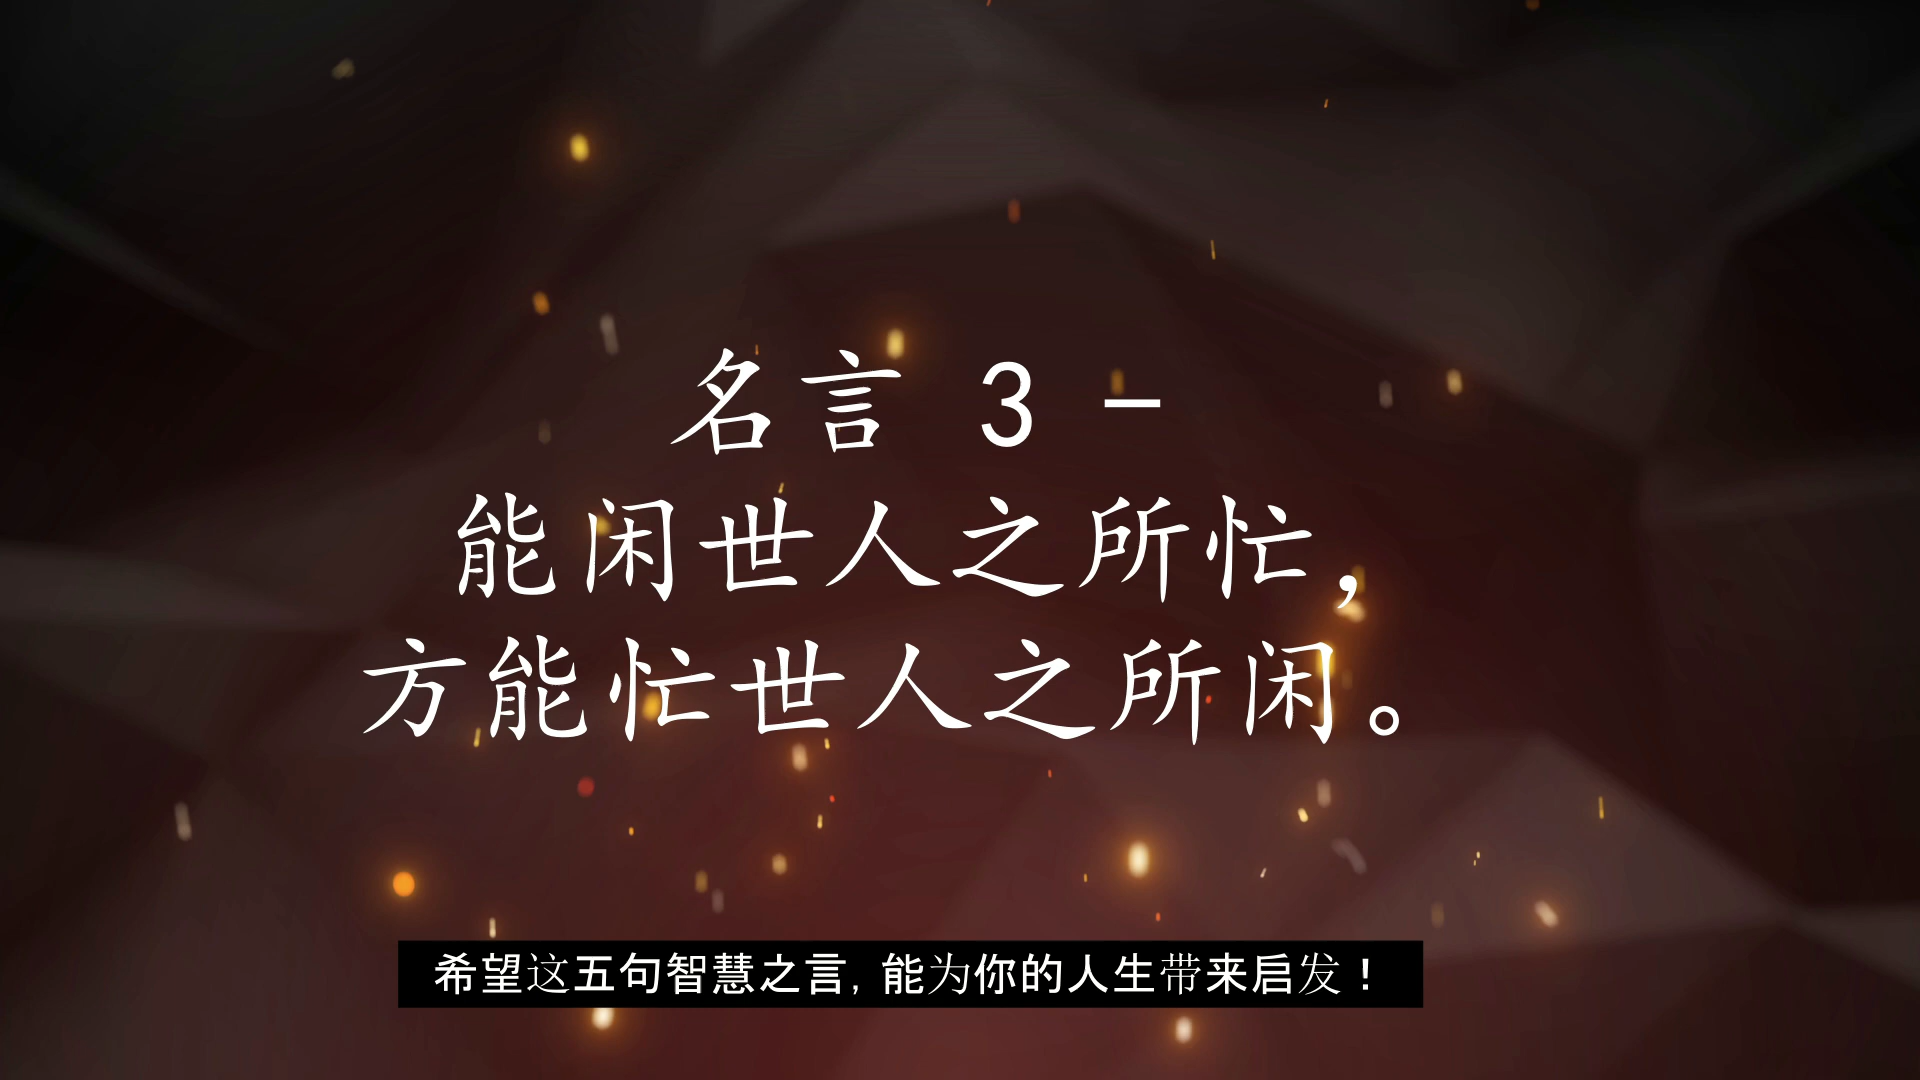 名言 3 -
能闲世人之所忙，
方能忙世人之所闲。
希望这五句智慧之言, 能为你的人生带来启发！